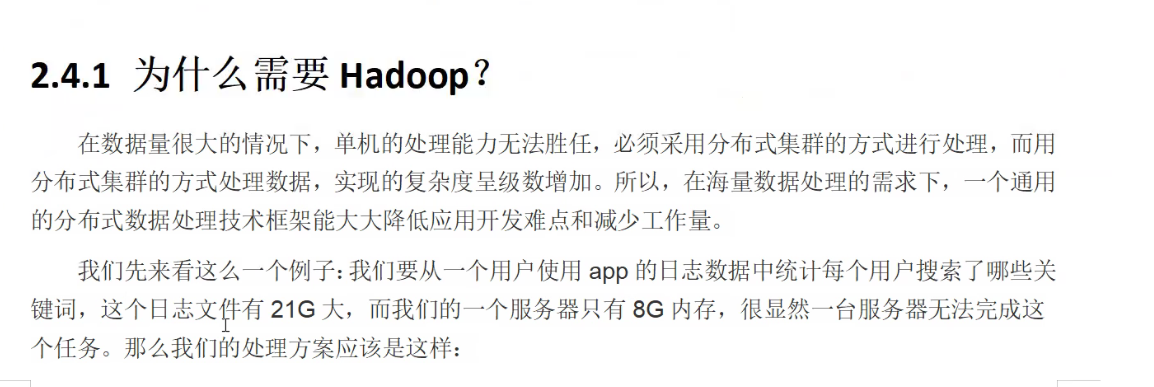 2.4.1 为什么需要 Hadoop？
在数据量很大的情况下，单机的处理能力无法胜任，必须采用分布式集群的方式进行处理，而用
分布式集群的方式处理数据，实现的复杂度呈级数增加。所以，在海量数据处理的需求下，一个通用
的分布式数据处理技术框架能大大降低应用开发难点和减少工作量。
我们先来看这么一个例子：我们要从一个用户使用 app 的日志数据中统计每个用户搜索了哪些关
键词，这个日志文件有 21G 大，而我们的一个服务器只有 8G 内存，很显然一台服务器无法完成这
个任务。那么我们的处理方案应该是这样：